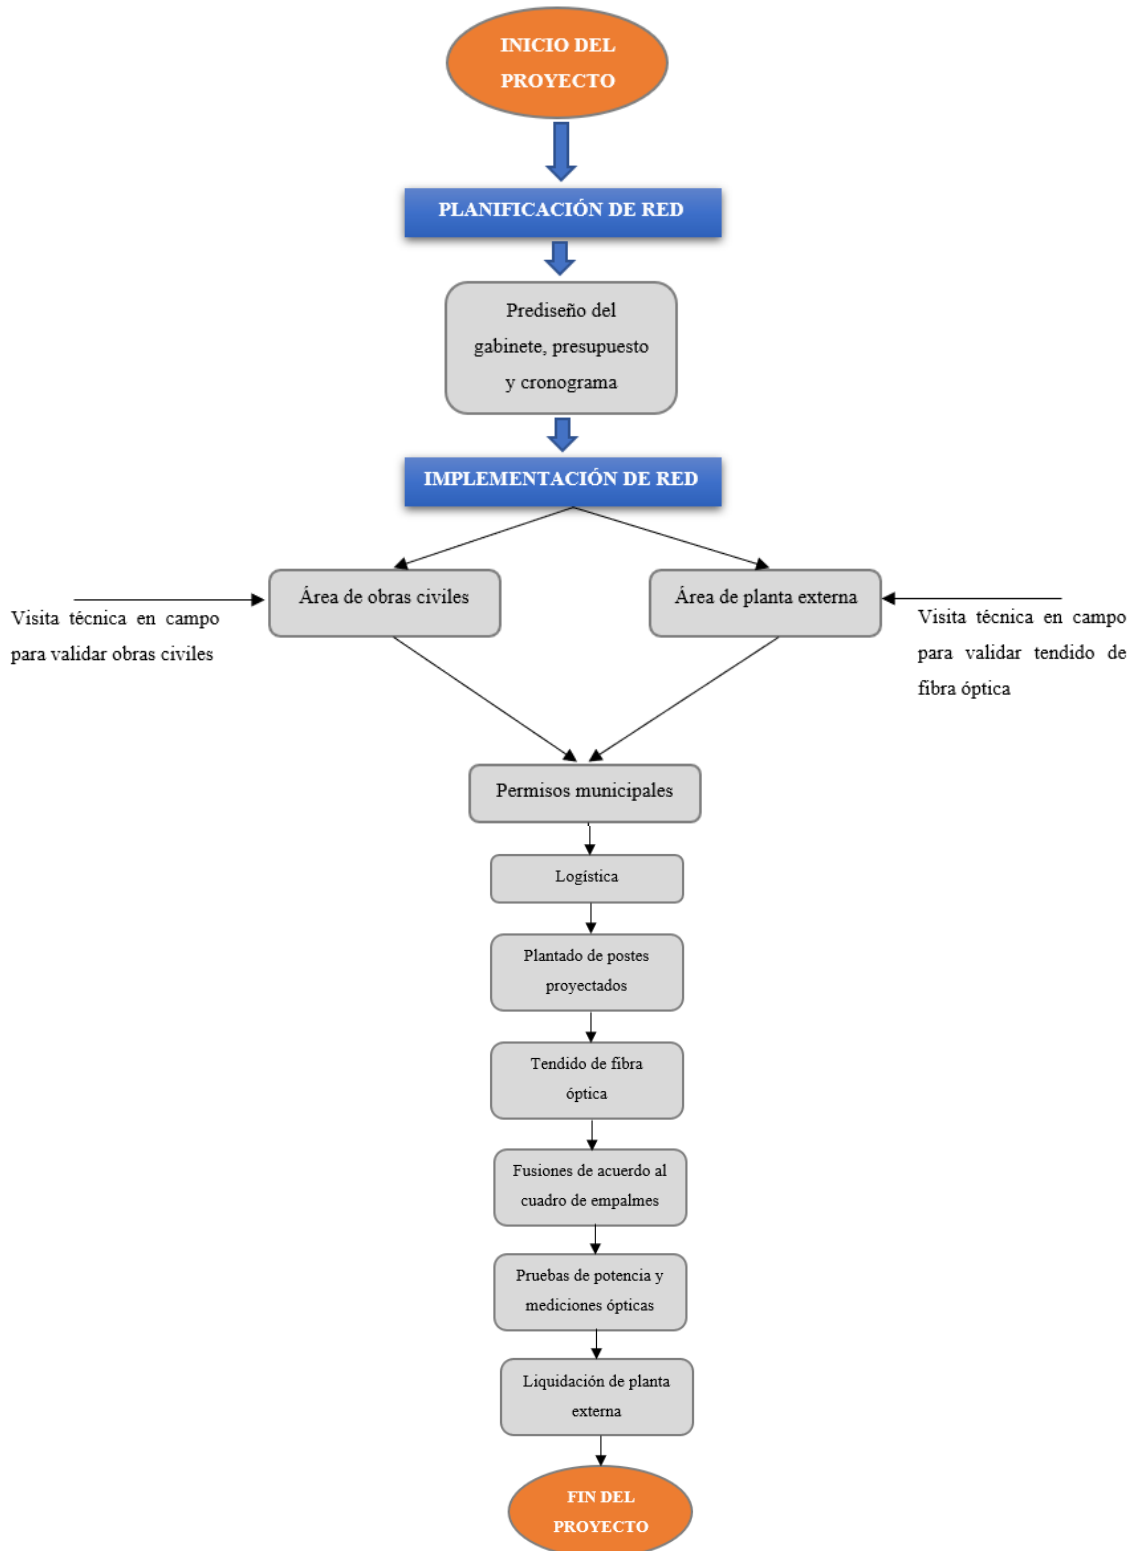 INICIO DEL
PROYECTO
PLANIFICACIÓN DE RED
Prediseño del
gabinete, presupuesto
y cronograma
IMPLEMENTACIÓN DE RED
Área de obras civiles
Área de planta externa
Visita técnica en campo
para validar obras civiles
Visita técnica en campo
para validar tendido de
fibra óptica
Permisos municipales
Logística
Plantado de postes
proyectados
Tendido de fibra
óptica
Fusiones de acuerdo al
cuadro de empalmes
Pruebas de potencia y
mediciones ópticas
Liquidación de planta
externa
FIN DEL
PROYECTO